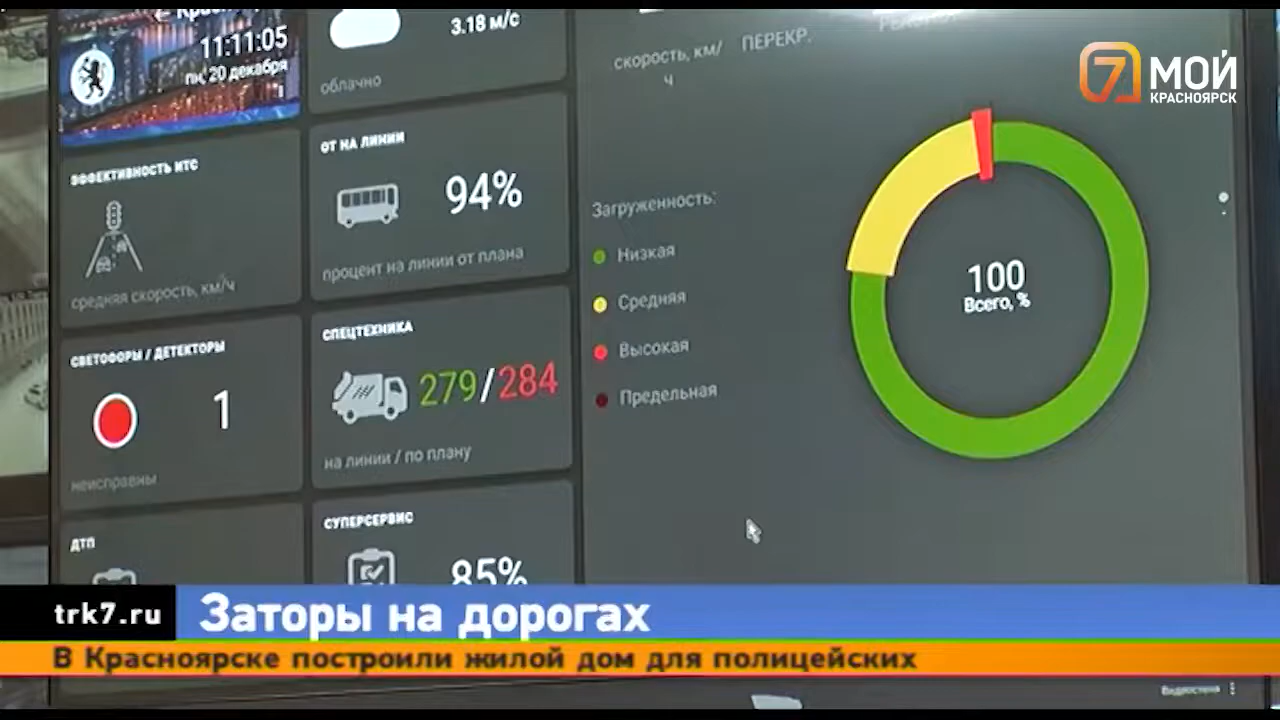 11:11:05
пн, 20 декабря
3.18 м/с
облачно
ЭФФЕКТИВНОСТЬ ИТС
средняя скорость, км/ч
ОТ НА ЛИНИИ
94%
процент на линии от плана
СВЕТОФОРЫ / ДЕТЕКТОРЫ
1
неисправны
СПЕЦТЕХНИКА
279/284
на линии / по плану
ДТП
СУПЕРСЕРВИС
85%
скорость, км/
ч
ПЕРЕКР.
Загруженность:
Низкая
Средняя
Высокая
Предельная
100
Всего, %
7 МОЙ
КРАСНОЯРСК
trk7.ru
Заторы на дорогах
В Красноярске построили жилой дом для полицейских